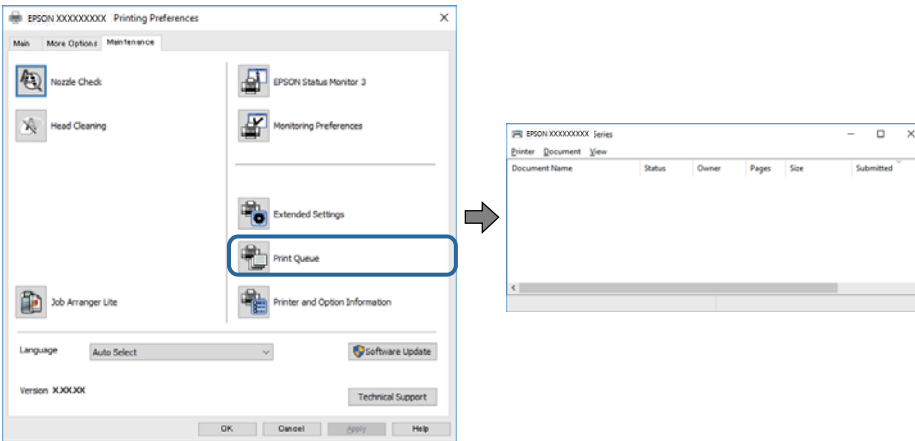 EPSON XXXXXXXXX Printing Preferences
Main More Options Maintenance
Nozzle Check
EPSON Status Monitor 3
Head Cleaning
Monitoring Preferences
Extended Settings
Print Queue
Job Arranger Lite
Printer and Option Information
Language Auto Select Software Update
Version X.XX.XX
Technical Support
OK Cancel Apply Help
EPSON XXXXXXXXX Series
Printer Document View
Document Name Status Owner Pages Size Submitted